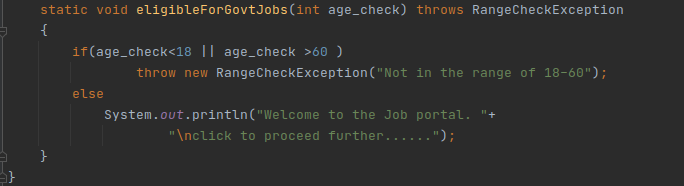 static void eligibleForGovtJobs(int age_check) throws RangeCheckException
{
if(age_check<18 || age_check >60 )
throw new RangeCheckException("Not in the range of 18-60");
else
System.out.println("Welcome to the Job portal. "+
"\nclick to proceed further......");
}
}